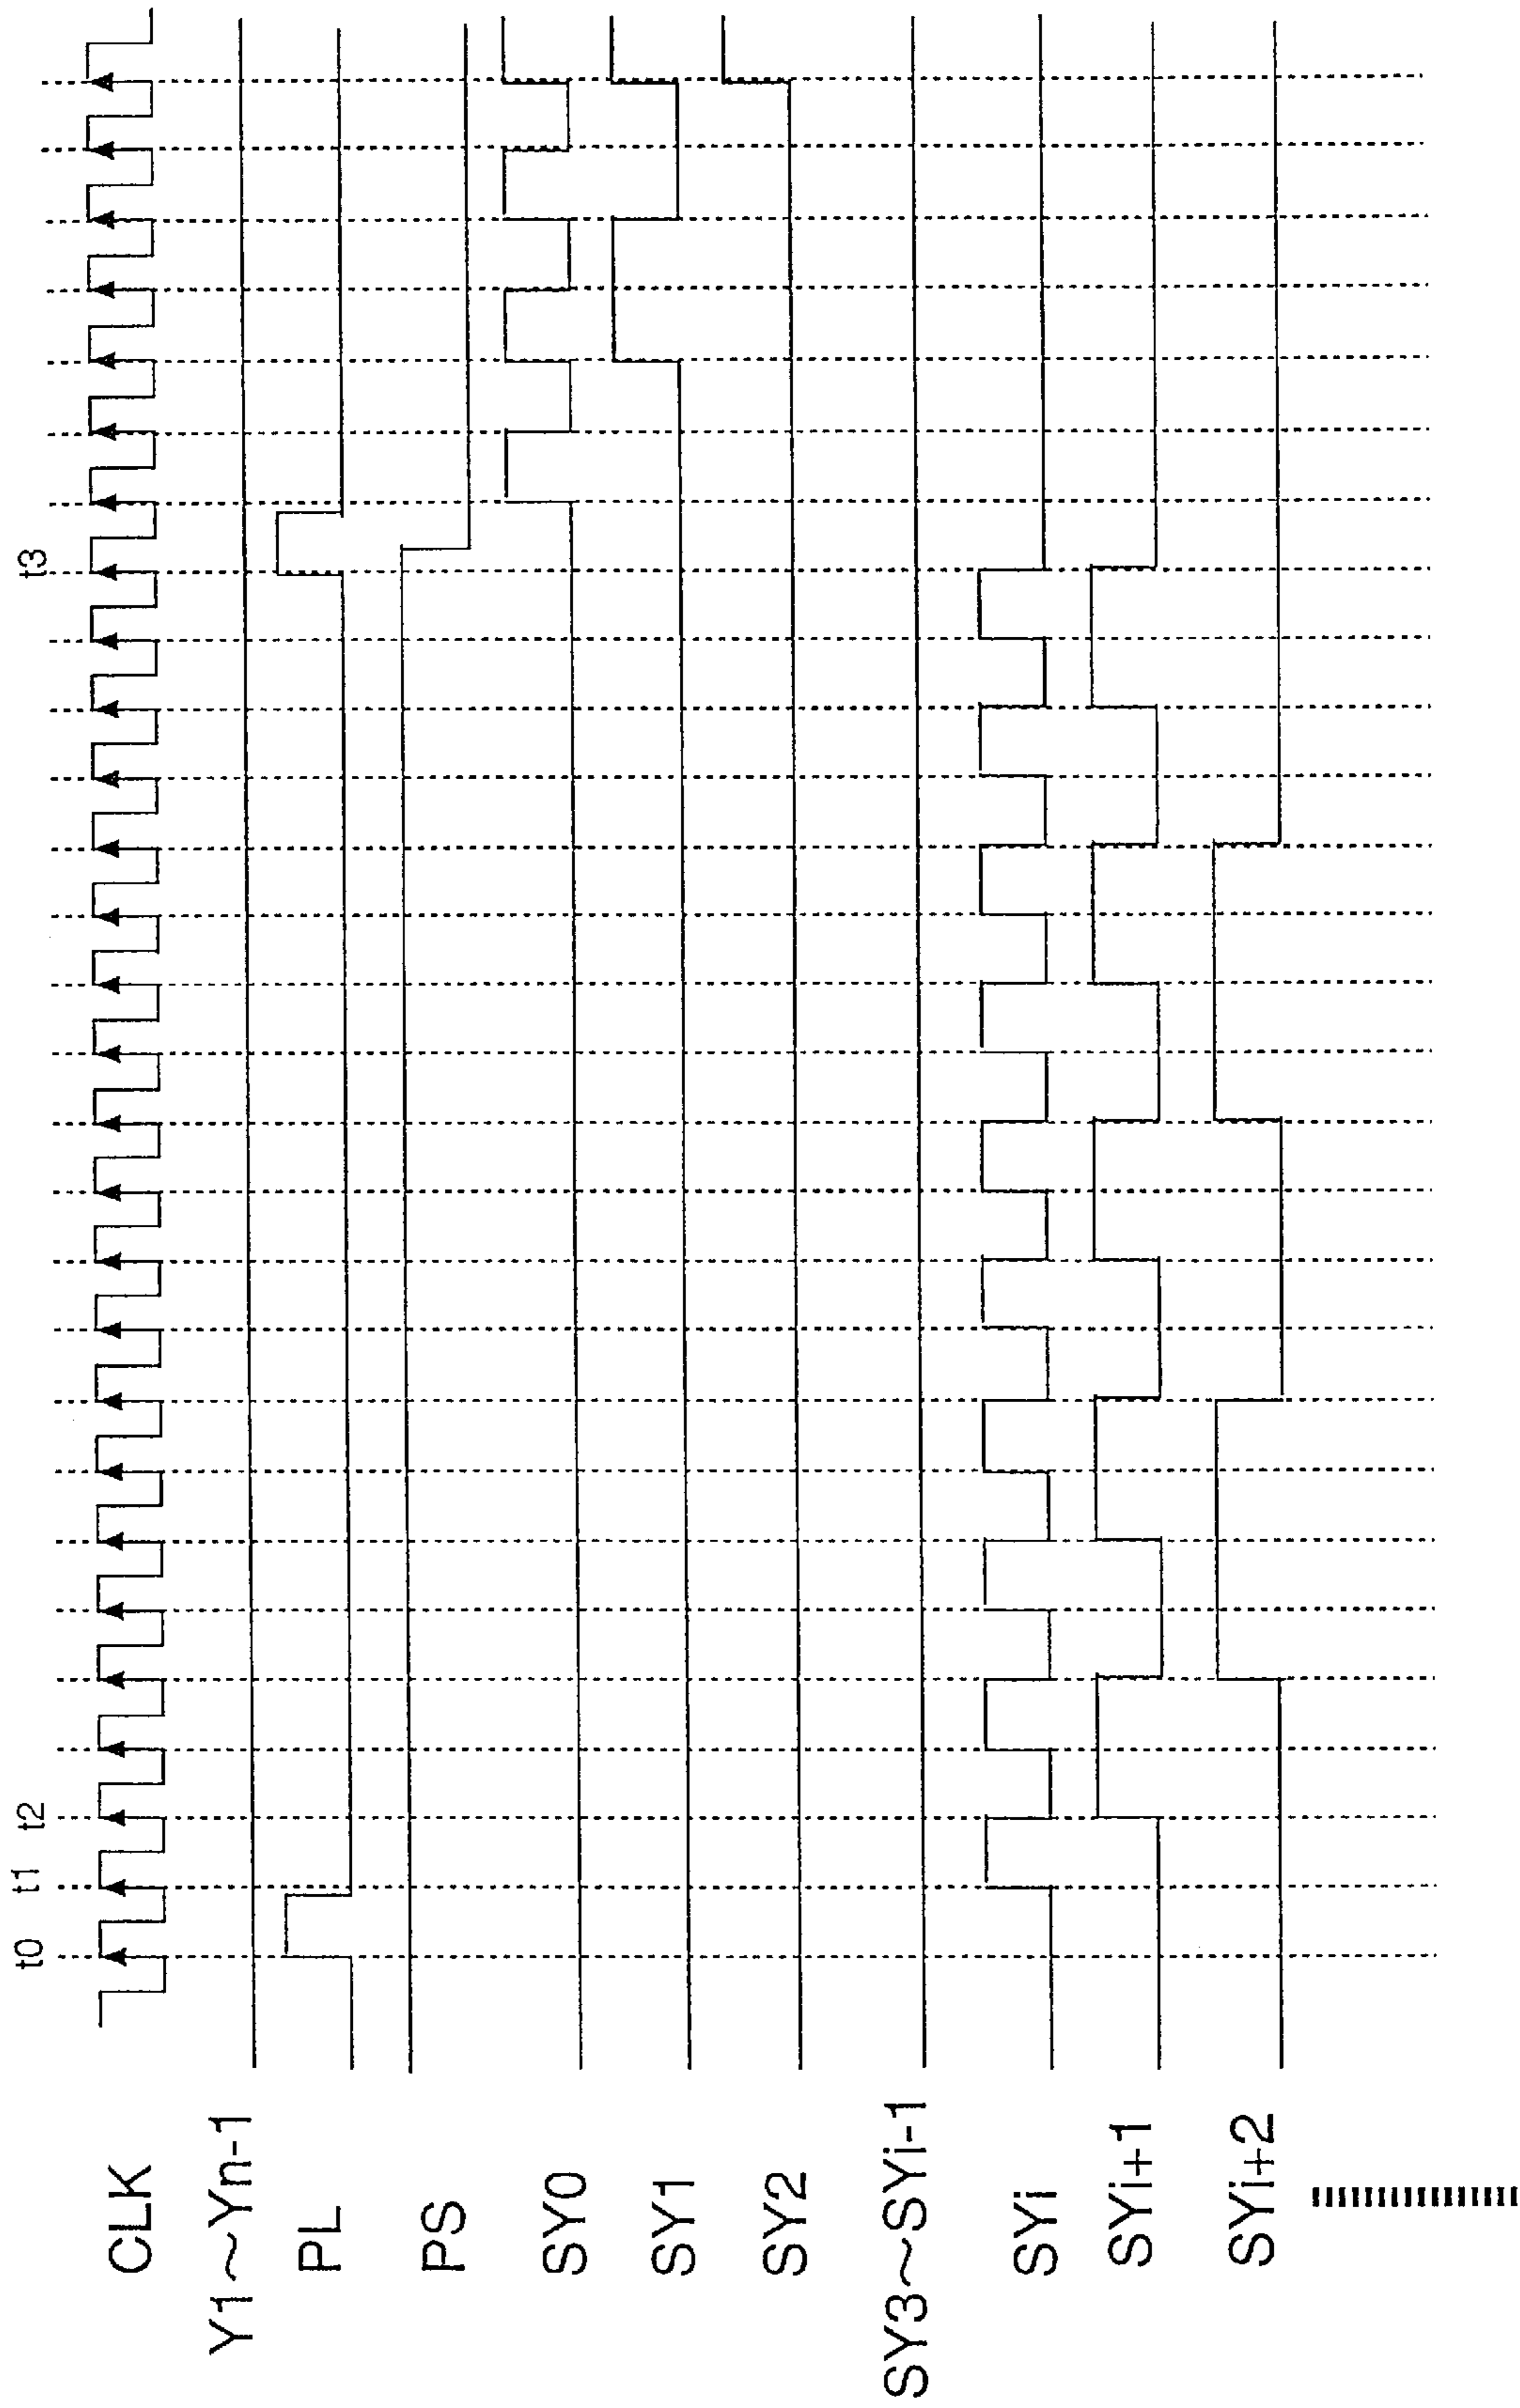 t0 t1 t2 t3
CLK
Y1~Yn-1
PL
PS
SY0
SY1
SY2
SY3~SYi-1
SYi
SYi+1
SYi+2